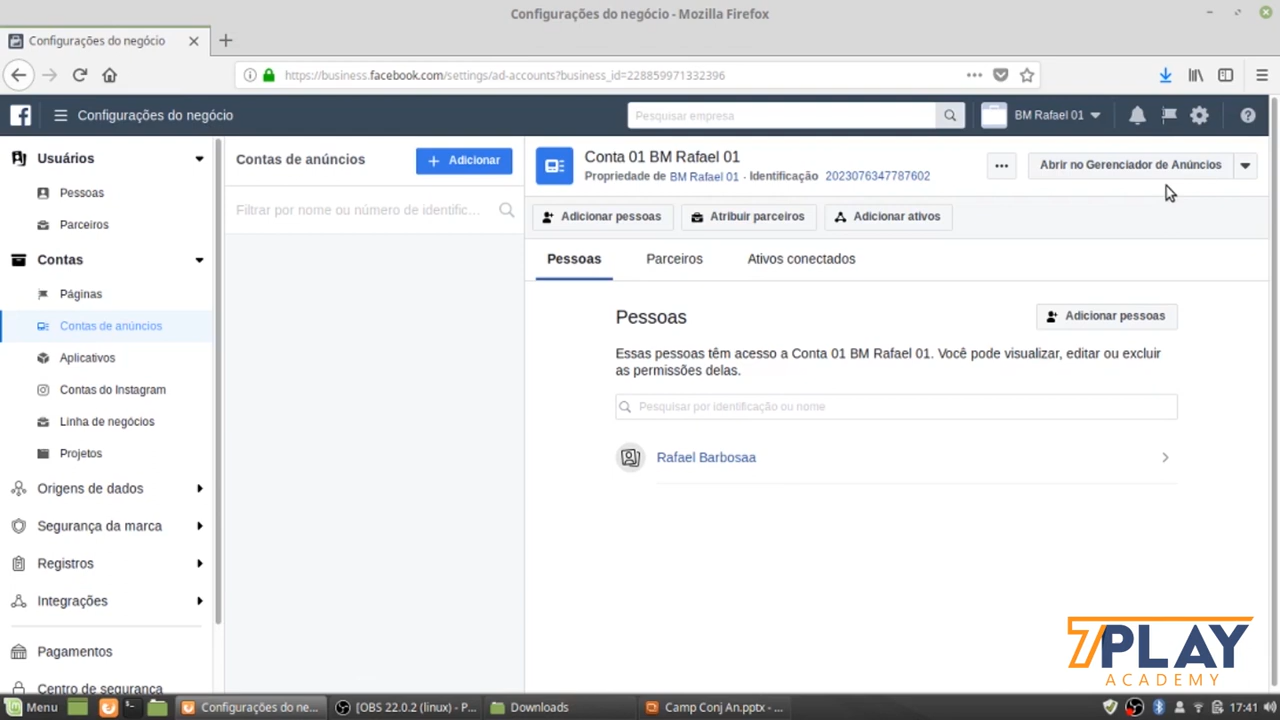 Configurações do negócio - Mozilla Firefox
Configurações do negócio
https://business.facebook.com/settings/ad-accounts?business_id=228859971332396
Configurações do negócio
Pesquisar empresa
BM Rafael 01
Usuários
Pessoas
Parceiros
Contas
Páginas
Contas de anúncios
Aplicativos
Contas do Instagram
Linha de negócios
Projetos
Origens de dados
Segurança da marca
Registros
Integrações
Pagamentos
Centro de segurança
Contas de anúncios
+ Adicionar
Filtrar por nome ou número de identific...
Conta 01 BM Rafael 01
Propriedade de BM Rafael 01 · Identificação 2023076347787602
Abrir no Gerenciador de Anúncios
Adicionar pessoas
Atribuir parceiros
Adicionar ativos
Pessoas
Parceiros
Ativos conectados
Pessoas
Adicionar pessoas
Essas pessoas têm acesso a Conta 01 BM Rafael 01. Você pode visualizar, editar ou excluir
as permissões delas.
Pesquisar por identificação ou nome
Rafael Barbosaa
7PLAY
ACADEMY
Menu
Configurações do ne...
[OBS 22.0.2 (linux) - P...
Downloads
Camp Conj An.pptx - ...
17:41